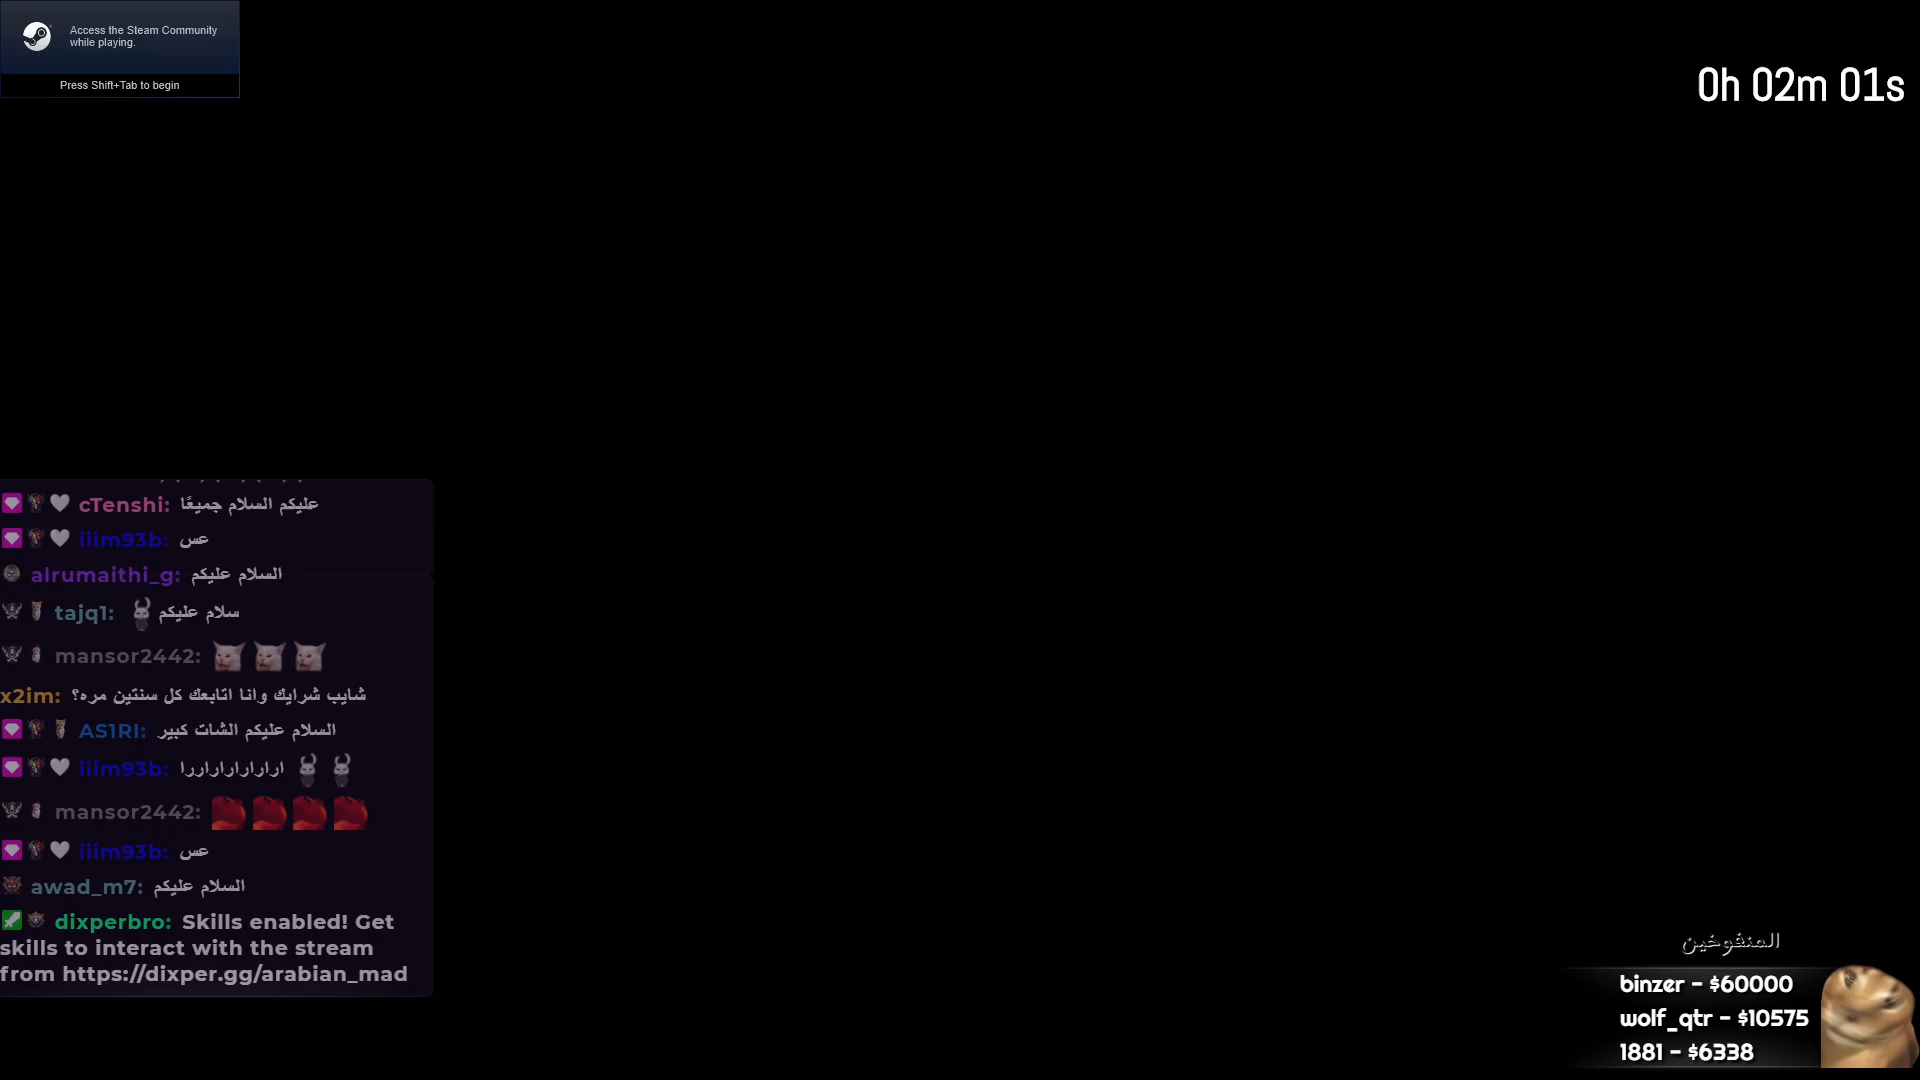 Access the Steam Community
while playing.
Press Shift+Tab to begin
0h 02m 01s
cTenshi: عليكم السلام جميعًا
iiim93b: عس
alrumaithi_g: السلام عليكم
tajq1: سلام عليكم
mansor2442:
x2im: شايب شرايك وانا اتابعك كل سنتين مره؟
AS1RI: السلام عليكم الشات كبير
iiim93b: ارارارارارارررا
mansor2442:
iiim93b: عس
awad_m7: السلام عليكم
dixperbro: Skills enabled! Get
skills to interact with the stream
from https://dixper.gg/arabian_mad
المنفوخين
binzer - $60000
wolf_qtr - $10575
1881 - $6338